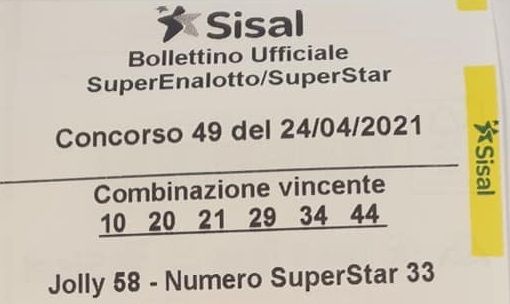 Sisal
Bollettino Ufficiale
SuperEnalotto/SuperStar
Concorso 49 del 24/04/2021
Combinazione vincente
10 20 21 29 34 44
Jolly 58 - Numero SuperStar 33
Sisal